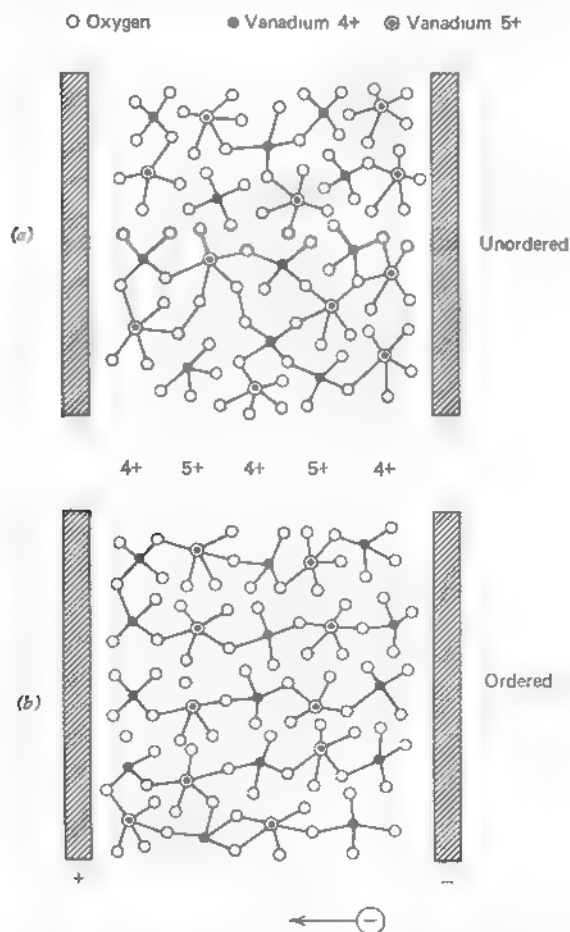 Oxygen Vanadium 4+ Vanadium 5+
(a)
Unordered
4+ 5+ 4+ 5+ 4+
(b)
Ordered
+ −
−